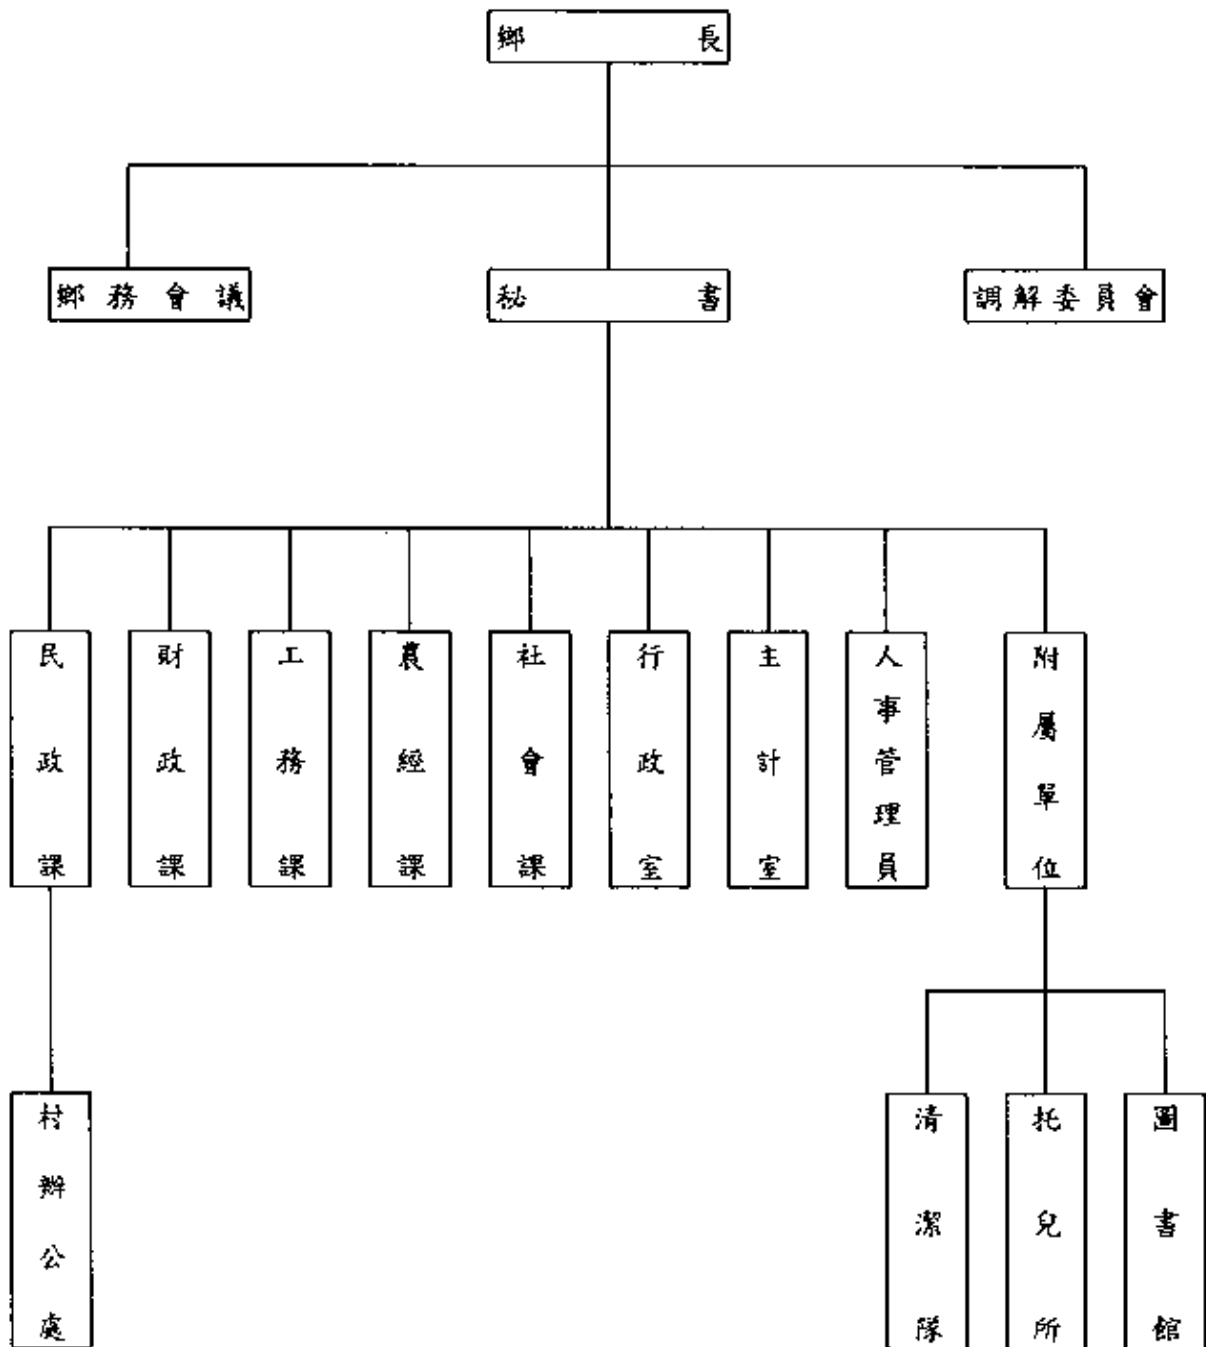 鄉長
鄉務會議
秘書
調解委員會
民政課
財政課
工務課
農經課
社會課
行政室
主計室
人事管理員
附屬單位
村辦公處
清潔隊
托兒所
圖書館